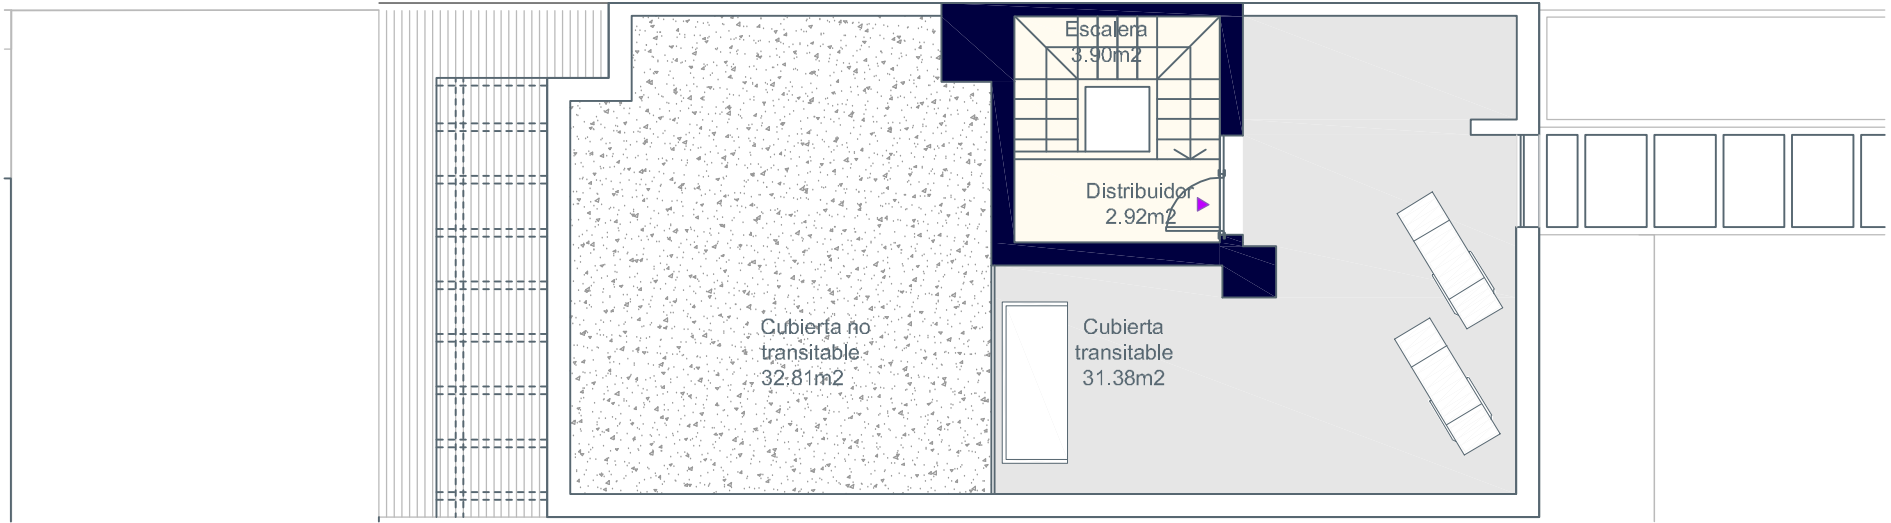 Escalera
3.90m2
Distribuidor
2.92m2
Cubierta no
transitable
32.81m2
Cubierta
transitable
31.38m2